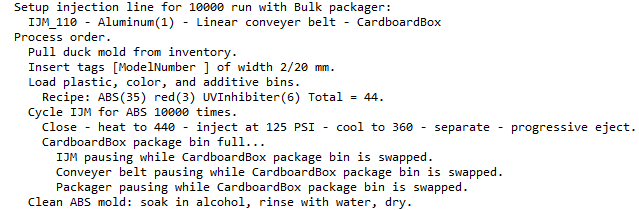 Setup injection line for 10000 run with Bulk packager:
IJM_110 - Aluminum(1) - Linear conveyer belt - CardboardBox
Process order.
Pull duck mold from inventory.
Insert tags [ModelNumber ] of width 2/20 mm.
Load plastic, color, and additive bins.
Recipe: ABS(35) red(3) UVInhibiter(6) Total = 44.
Cycle IJM for ABS 10000 times.
Close - heat to 440 - inject at 125 PSI - cool to 360 - separate - progressive eject.
CardboardBox package bin full...
IJM pausing while CardboardBox package bin is swapped.
Conveyer belt pausing while CardboardBox package bin is swapped.
Packager pausing while CardboardBox package bin is swapped.
Clean ABS mold: soak in alcohol, rinse with water, dry.